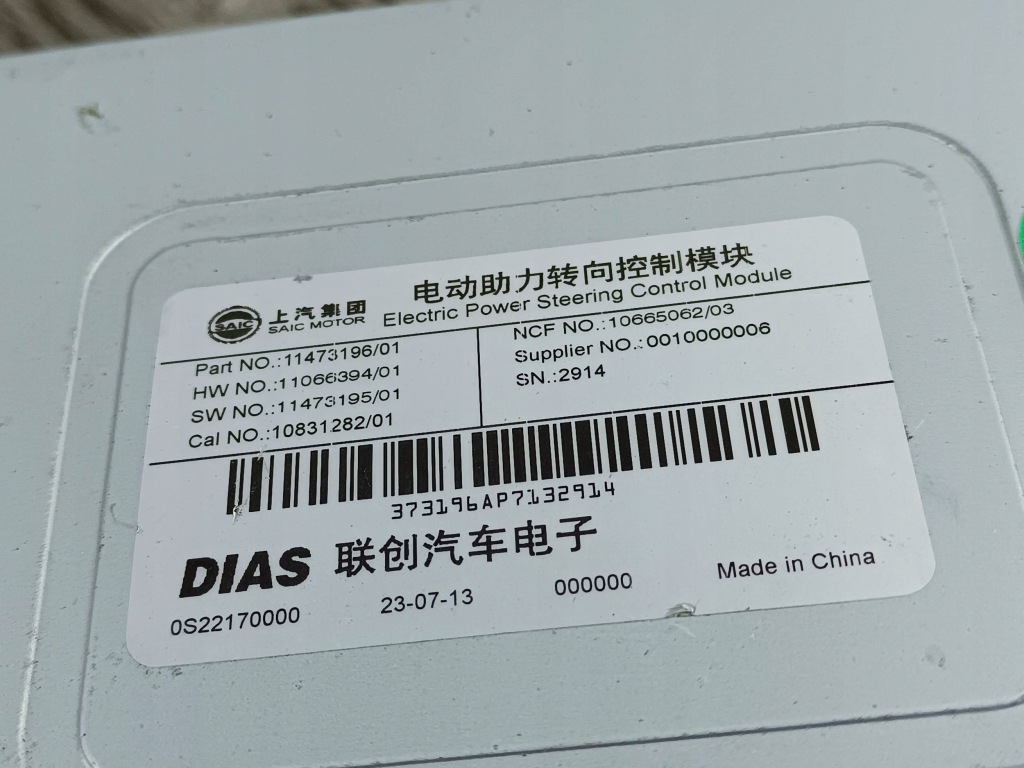 SAIC 上汽集团
SAIC MOTOR
电动助力转向控制模块
Electric Power Steering Control Module
Part NO.:11473196/01
HW NO.:11066394/01
SW NO.:11473195/01
Cal NO.:10831282/01
NCF NO.:10665062/03
Supplier NO.:0010000006
SN.:2914
373196AP7132914
DIAS 联创汽车电子
0S22170000 23-07-13 000000 Made in China